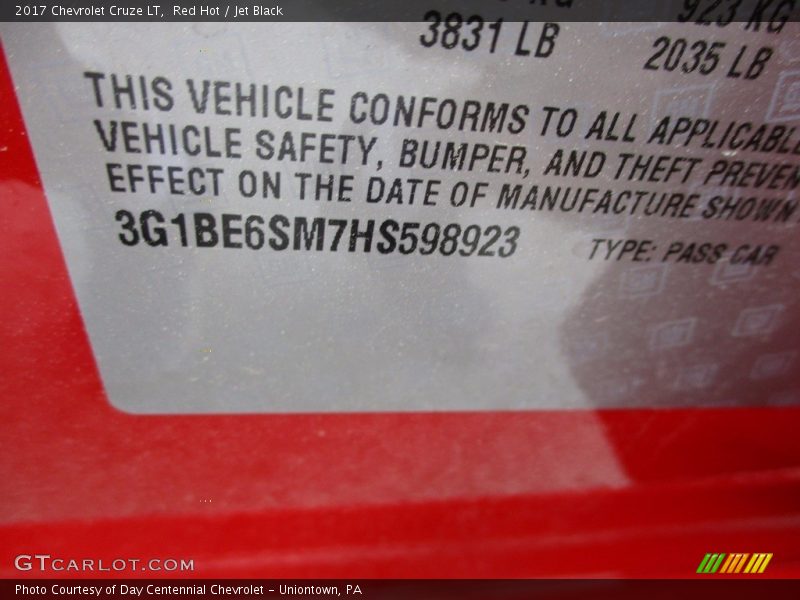 2017 Chevrolet Cruze LT,  Red Hot / Jet Black
923 KG
3831 LB
2035 LB
THIS VEHICLE CONFORMS TO ALL APPLICABLE
VEHICLE SAFETY, BUMPER, AND THEFT PREVEN
EFFECT ON THE DATE OF MANUFACTURE SHOWN
3G1BE6SM7HS598923
TYPE: PASS CAR
GTCARLOT.COM
Photo Courtesy of Day Centennial Chevrolet - Uniontown, PA